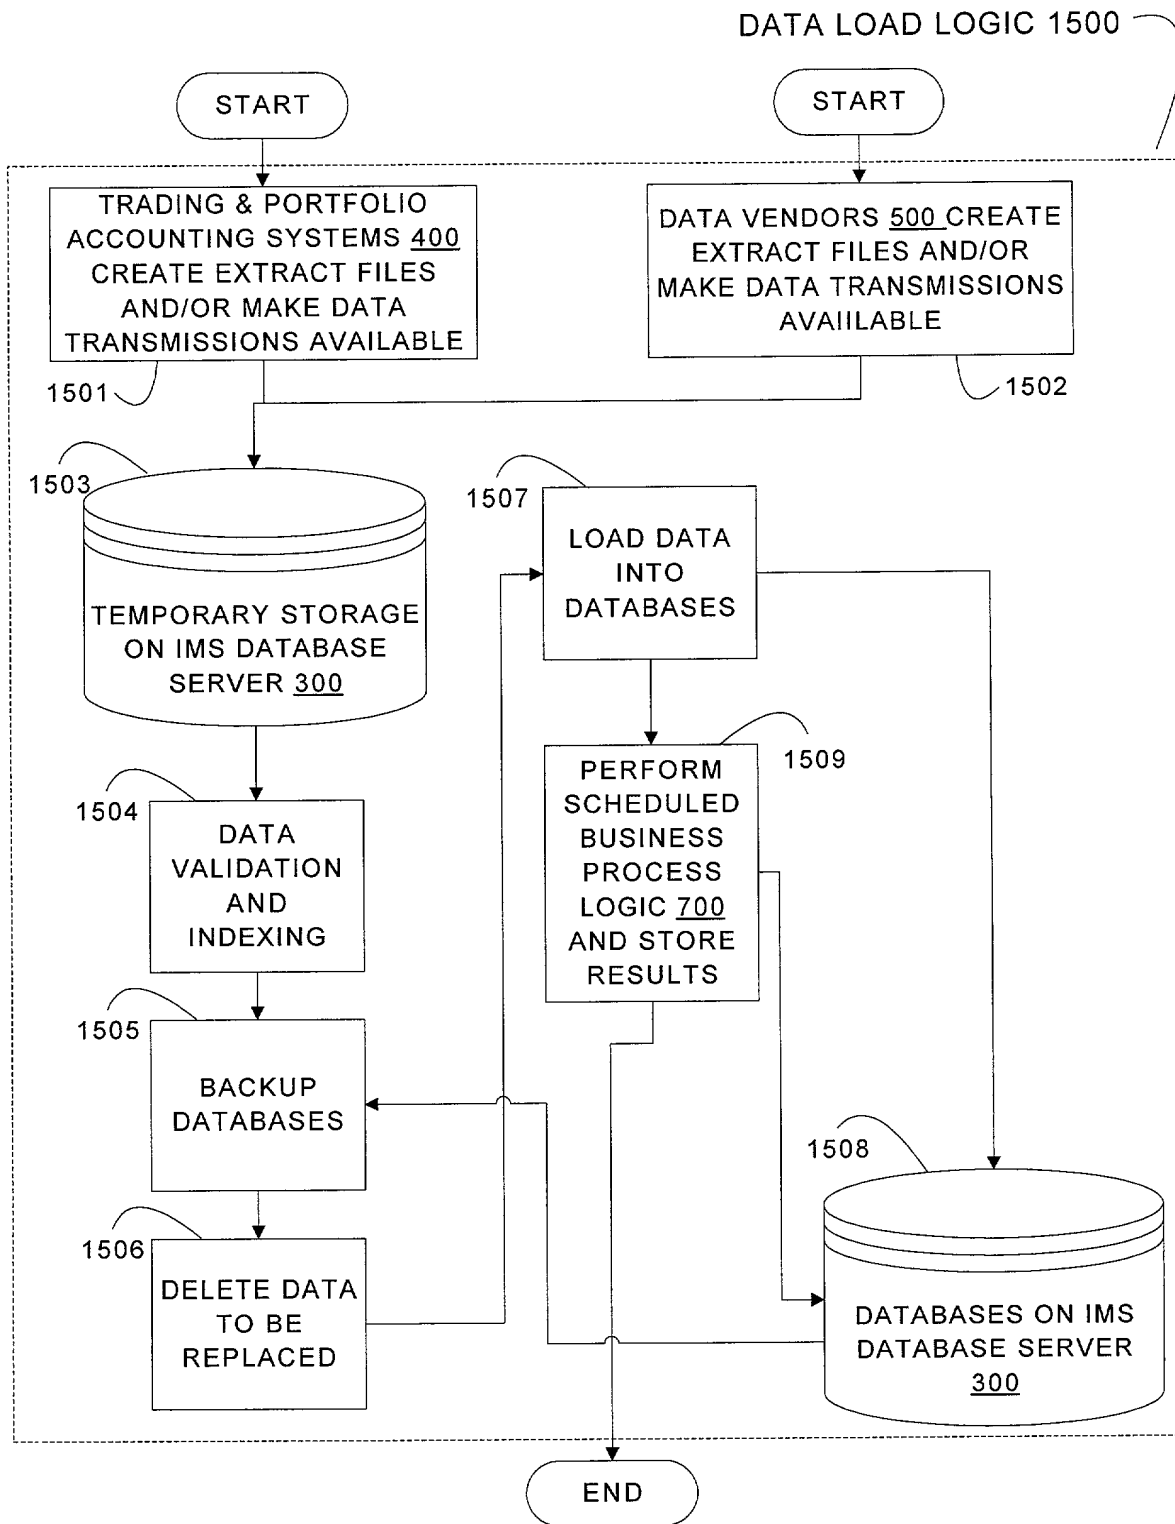 DATA LOAD LOGIC 1500
START
START
TRADING & PORTFOLIO
ACCOUNTING SYSTEMS 400
CREATE EXTRACT FILES
AND/OR MAKE DATA
TRANSMISSIONS AVAILABLE
1501
DATA VENDORS 500 CREATE
EXTRACT FILES AND/OR
MAKE DATA TRANSMISSIONS
AVAIILABLE
1502
1503
TEMPORARY STORAGE
ON IMS DATABASE
SERVER 300
1504
DATA
VALIDATION
AND
INDEXING
1505
BACKUP
DATABASES
1506
DELETE DATA
TO BE
REPLACED
1507
LOAD DATA
INTO
DATABASES
1509
PERFORM
SCHEDULED
BUSINESS
PROCESS
LOGIC 700
AND STORE
RESULTS
1508
DATABASES ON IMS
DATABASE SERVER
300
END